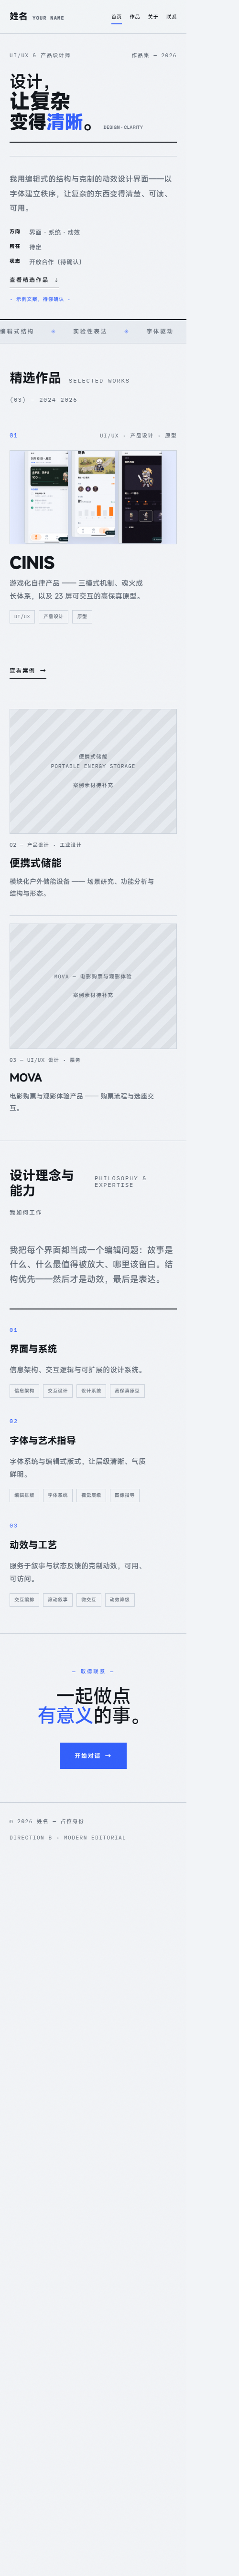 姓名 YOUR NAME
首页 作品 关于 联系
UI/UX & 产品设计师
作品集 — 2026
设计，
让复杂
变得清晰。
DESIGN·CLARITY
我用编辑式的结构与克制的动效设计界面——以
字体建立秩序，让复杂的东西变得清楚、可读、
可用。
方向 界面 · 系统 · 动效
所在 待定
状态 开放合作（待确认）
查看精选作品 ↓
· 示例文案，待你确认 ·
编辑式结构 实验性表达 字体驱动
精选作品 SELECTED WORKS
(03) — 2024–2026
01
UI/UX · 产品设计 · 原型
CINIS
游戏化自律产品 —— 三模式机制、魂火成
长体系，以及 23 屏可交互的高保真原型。
UI/UX 产品设计 原型
查看案例 →
便携式储能
PORTABLE ENERGY STORAGE
案例素材待补充
02 — 产品设计 · 工业设计
便携式储能
模块化户外储能设备 —— 场景研究、功能分析与
结构与形态。
MOVA — 电影购票与观影体验
案例素材待补充
03 — UI/UX 设计 · 票务
MOVA
电影购票与观影体验产品 —— 购票流程与选座交
互。
设计理念与
能力
PHILOSOPHY &
EXPERTISE
我如何工作
我把每个界面都当成一个编辑问题：故事是
什么、什么最值得被放大、哪里该留白。结
构优先——然后才是动效，最后是表达。
01
界面与系统
信息架构、交互逻辑与可扩展的设计系统。
信息架构 交互设计 设计系统 高保真原型
02
字体与艺术指导
字体系统与编辑式版式，让层级清晰、气质
鲜明。
编辑排版 字体系统 视觉层级 图像指导
03
动效与工艺
服务于叙事与状态反馈的克制动效，可用、
可访问。
交互编排 滚动叙事 微交互 动效降级
— 取得联系 —
一起做点
有意义的事。
开始对话 →
© 2026 姓名 — 占位身份
DIRECTION B · MODERN EDITORIAL